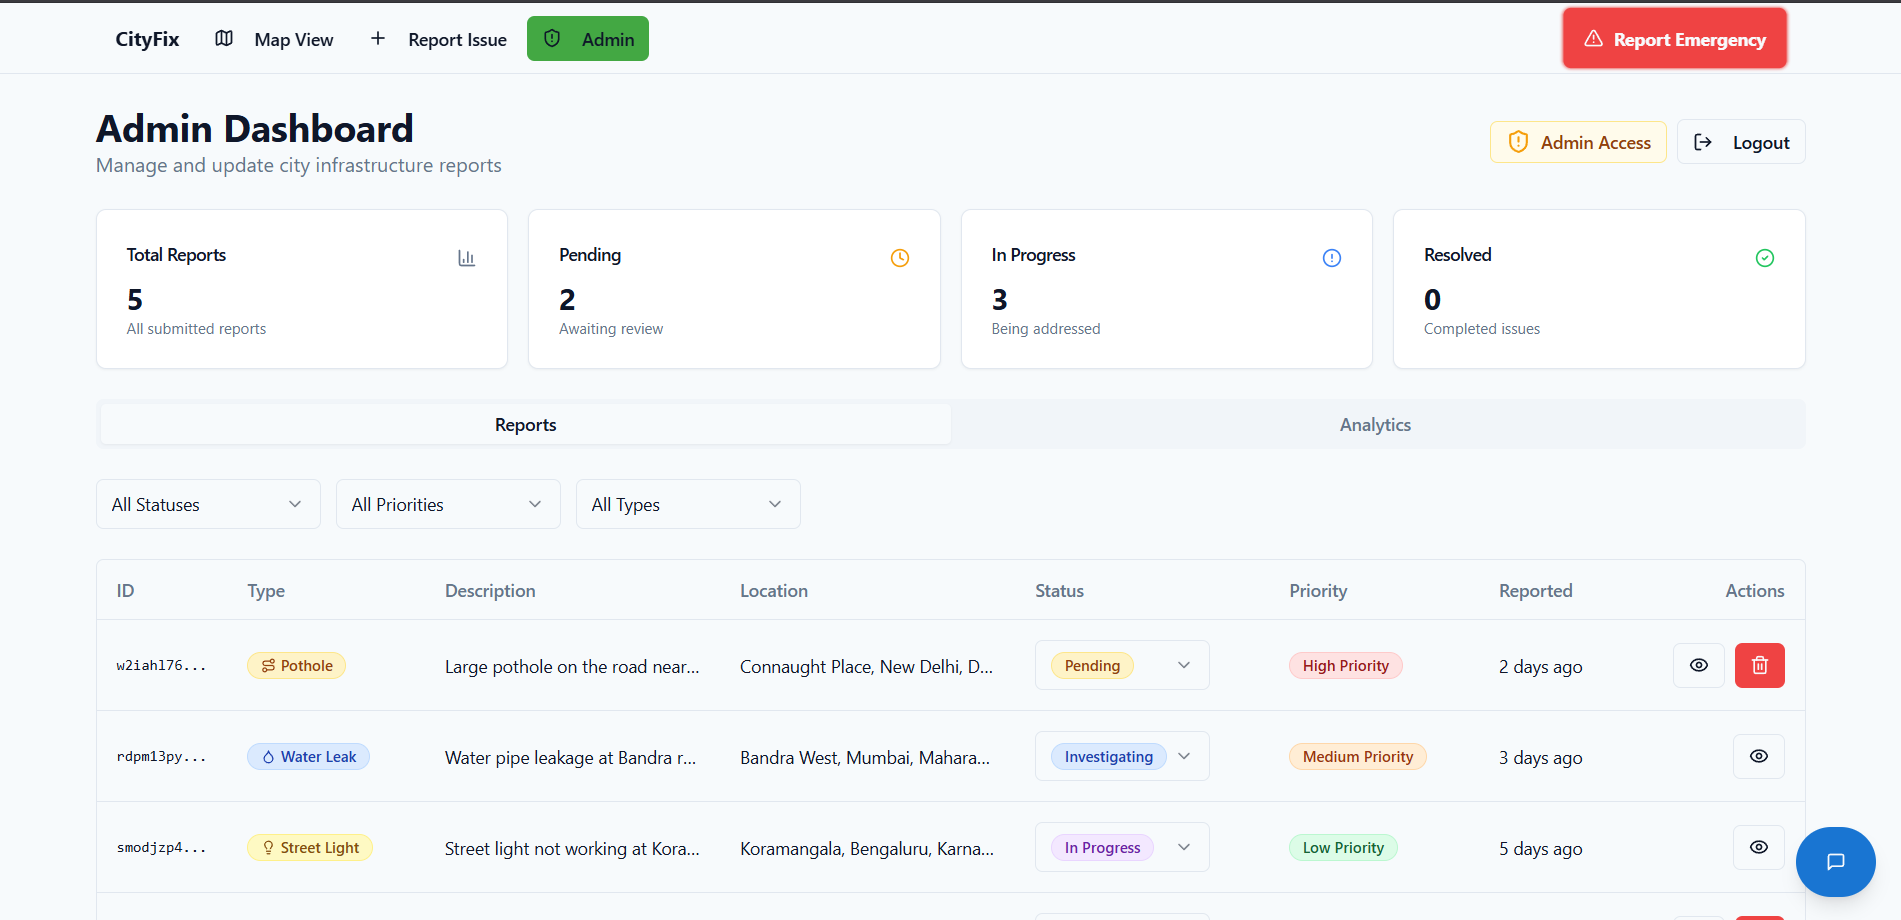 CityFix Map View Report Issue Admin Report Emergency
Admin Dashboard
Manage and update city infrastructure reports
Admin Access Logout
Total Reports
5
All submitted reports
Pending
2
Awaiting review
In Progress
3
Being addressed
Resolved
0
Completed issues
Reports Analytics
All Statuses All Priorities All Types
ID Type Description Location Status Priority Reported Actions
w2iahl76... Pothole Large pothole on the road near... Connaught Place, New Delhi, D... Pending High Priority 2 days ago
rdpm13py... Water Leak Water pipe leakage at Bandra r... Bandra West, Mumbai, Mahara... Investigating Medium Priority 3 days ago
smodjzp4... Street Light Street light not working at Kora... Koramangala, Bengaluru, Karna... In Progress Low Priority 5 days ago